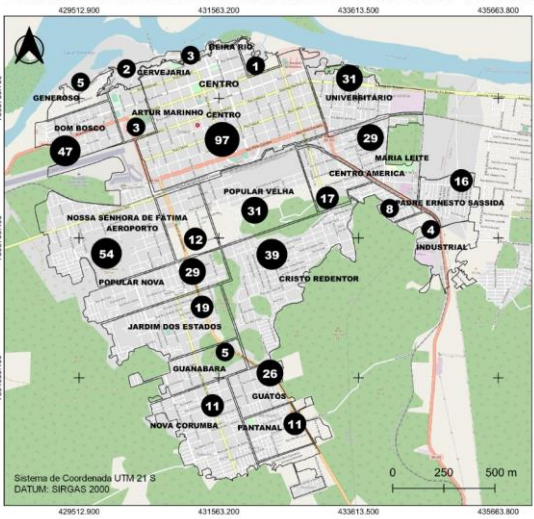 429512.900 431563.200 433613.500 435663.800
BEIRA RIO
3
1
2
CERVEJARIA
5
GENEROSO
CENTRO
31
UNIVERSITÁRIO
ARTUR MARINHO
CENTRO
3
DOM BOSCO
97
29
47
MARIA LEITE
CENTRO AMERICA
POPULAR VELHA
16
17
31
8
PADRE ERNESTO SASSIDA
NOSSA SENHORA DE FATIMA
AEROPORTO
4
12
INDUSTRIAL
54
39
29
POPULAR NOVA
CRISTO REDENTOR
19
JARDIM DOS ESTADOS
5
GUANABARA
26
GUATÓS
11
NOVA CORUMBA
PANTANAL
11
Sistema de Coordenada UTM 21 S
DATUM: SIRGAS 2000
0 250 500 m
429512.900 431563.200 433613.500 435663.800